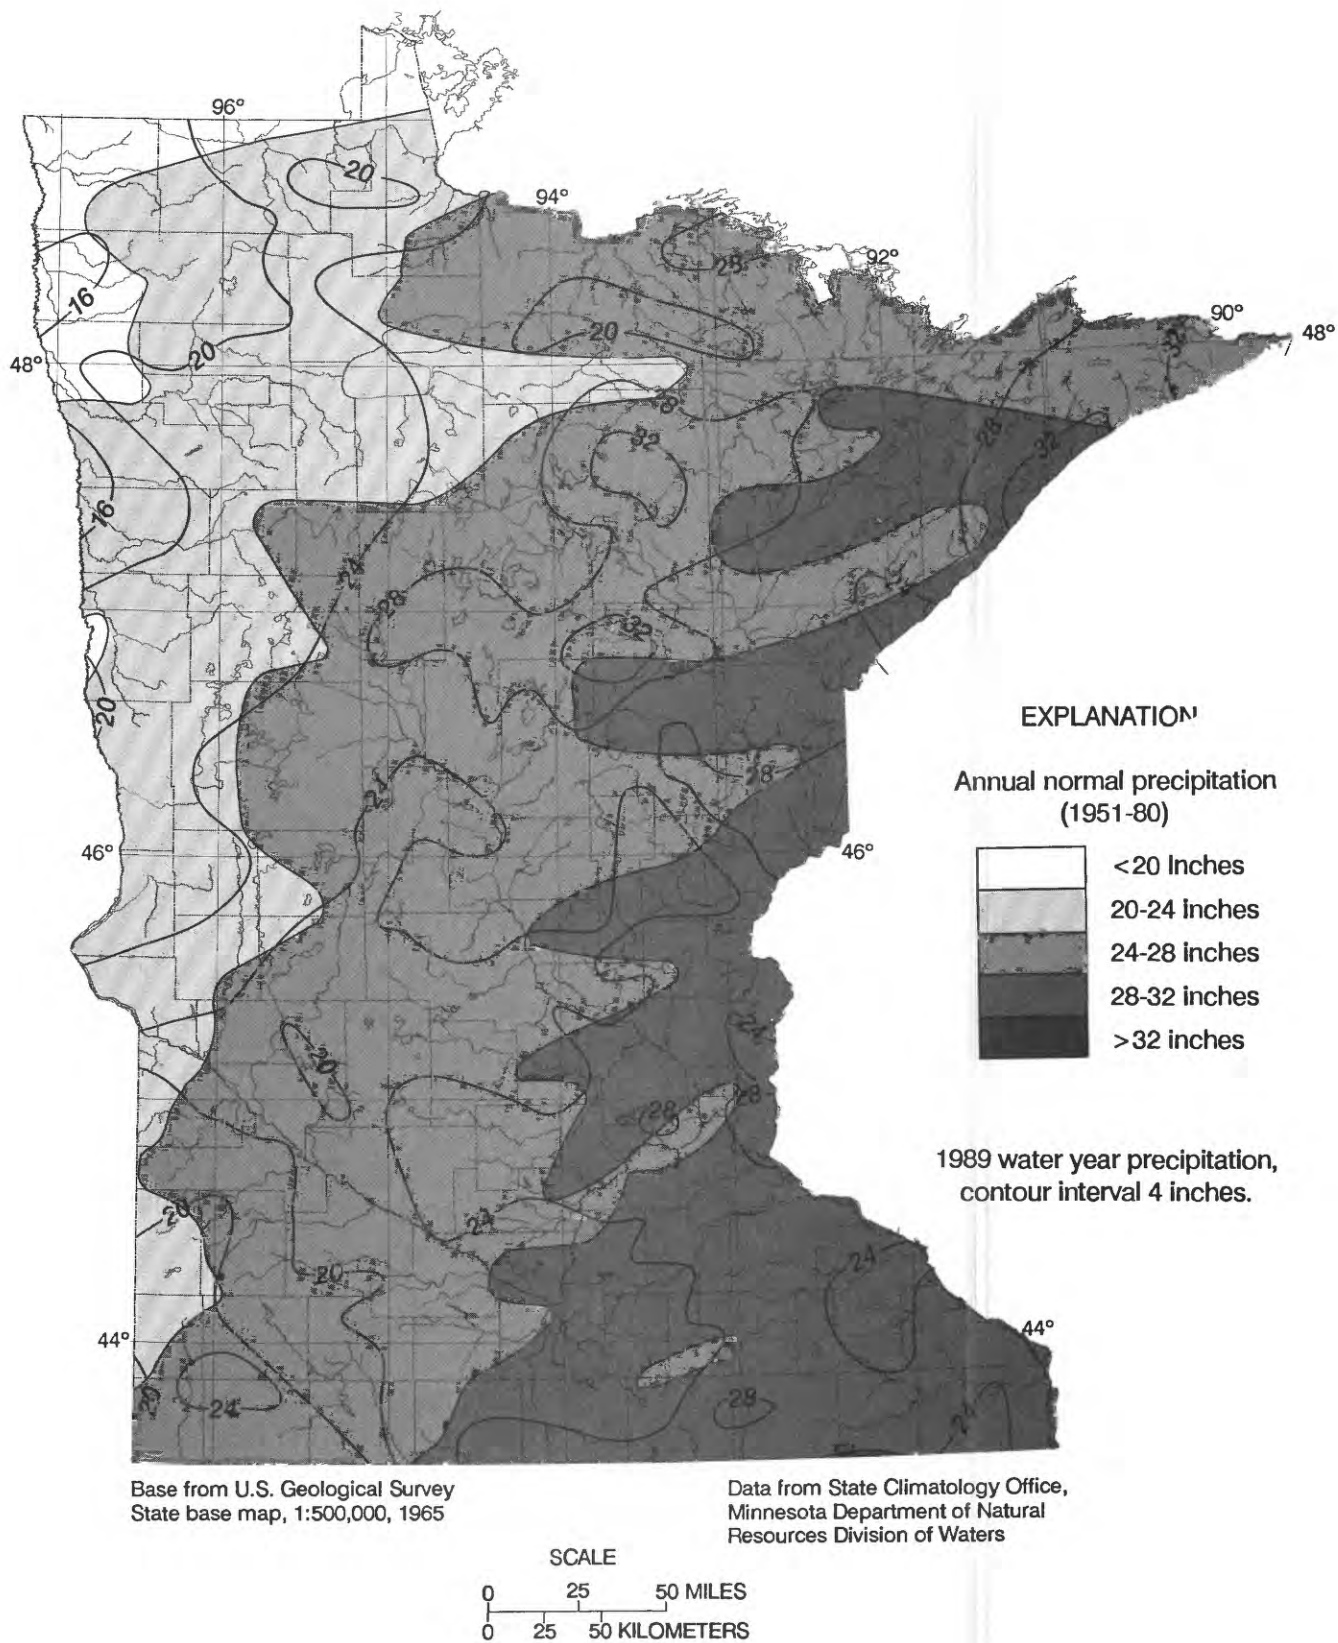 96°
20
94°
28
92°
16
20
90°
48°
20
32
48°
28
32
28
32
16
24
28
32
20
EXPLANATION
Annual normal precipitation
(1951-80)
28
24
46°
46°
<20 Inches
20-24 inches
24-28 inches
28-32 inches
>32 inches
24
20
28
28
1989 water year precipitation,
contour interval 4 inches.
20
24
24
20
44°
44°
20
24
28
24
Base from U.S. Geological Survey
State base map, 1:500,000, 1965
Data from State Climatology Office,
Minnesota Department of Natural
Resources Division of Waters
SCALE
0 25 50 MILES
0 25 50 KILOMETERS